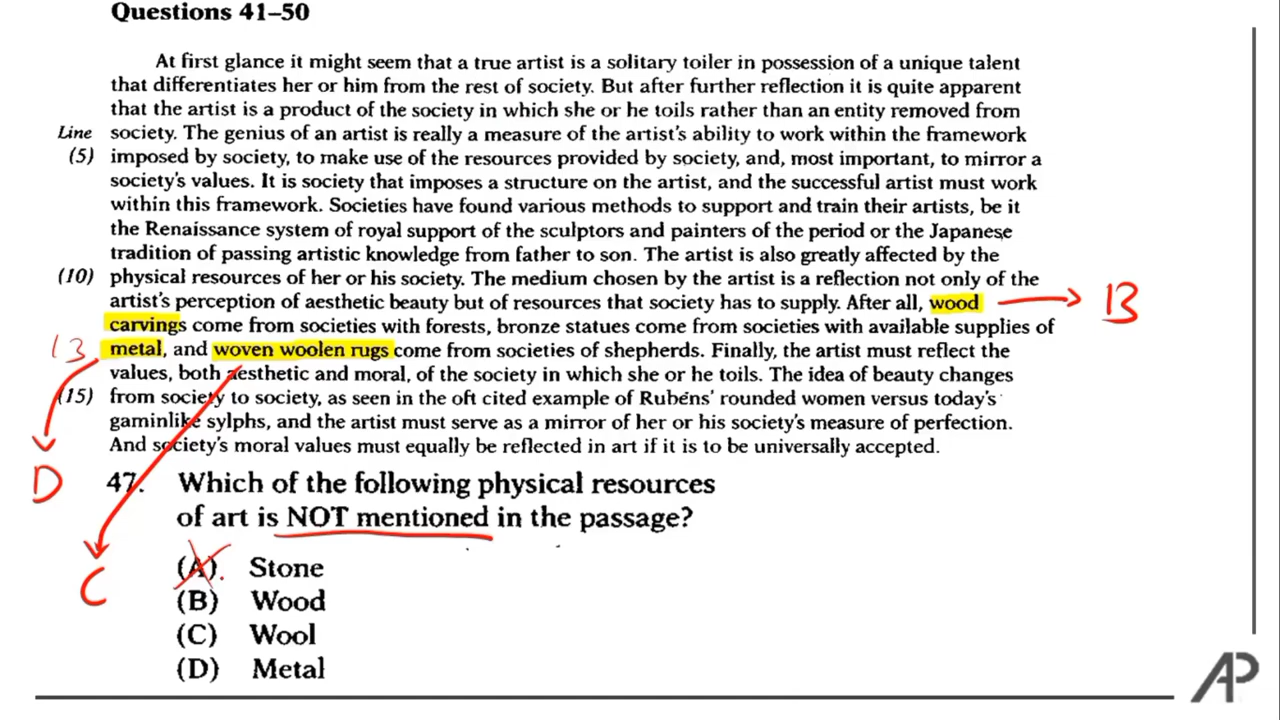 Questions 41–50
At first glance it might seem that a true artist is a solitary toiler in possession of a unique talent
that differentiates her or him from the rest of society. But after further reflection it is quite apparent
that the artist is a product of the society in which she or he toils rather than an entity removed from
Line society. The genius of an artist is really a measure of the artist's ability to work within the framework
(5) imposed by society, to make use of the resources provided by society, and, most important, to mirror a
society's values. It is society that imposes a structure on the artist, and the successful artist must work
within this framework. Societies have found various methods to support and train their artists, be it
the Renaissance system of royal support of the sculptors and painters of the period or the Japanese
tradition of passing artistic knowledge from father to son. The artist is also greatly affected by the
(10) physical resources of her or his society. The medium chosen by the artist is a reflection not only of the
artist's perception of aesthetic beauty but of resources that society has to supply. After all, wood B
carvings come from societies with forests, bronze statues come from societies with available supplies of
13 metal, and woven woolen rugs come from societies of shepherds. Finally, the artist must reflect the
values, both aesthetic and moral, of the society in which she or he toils. The idea of beauty changes
(15) from society to society, as seen in the oft cited example of Rubens' rounded women versus today's
gaminlike sylphs, and the artist must serve as a mirror of her or his society's measure of perfection.
And society's moral values must equally be reflected in art if it is to be universally accepted.
D 47. Which of the following physical resources
of art is NOT mentioned in the passage?
(A) Stone
C (B) Wood
(C) Wool
(D) Metal
AP